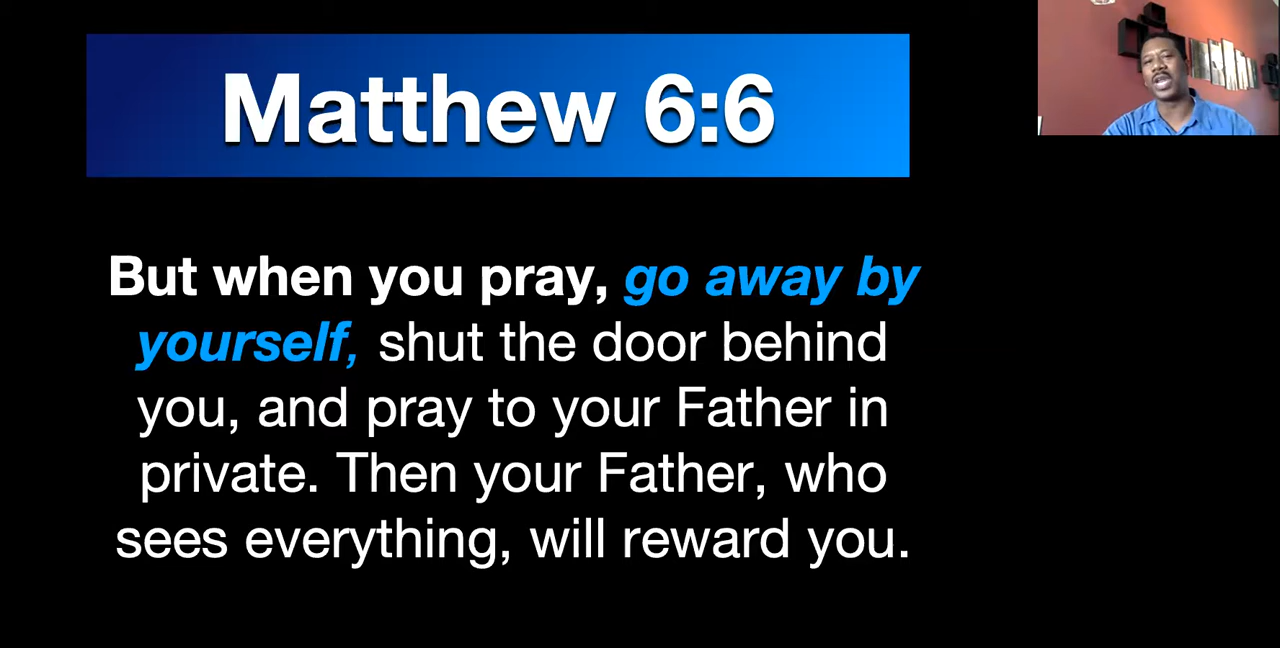 Matthew 6:6
But when you pray, go away by
yourself, shut the door behind
you, and pray to your Father in
private. Then your Father, who
sees everything, will reward you.